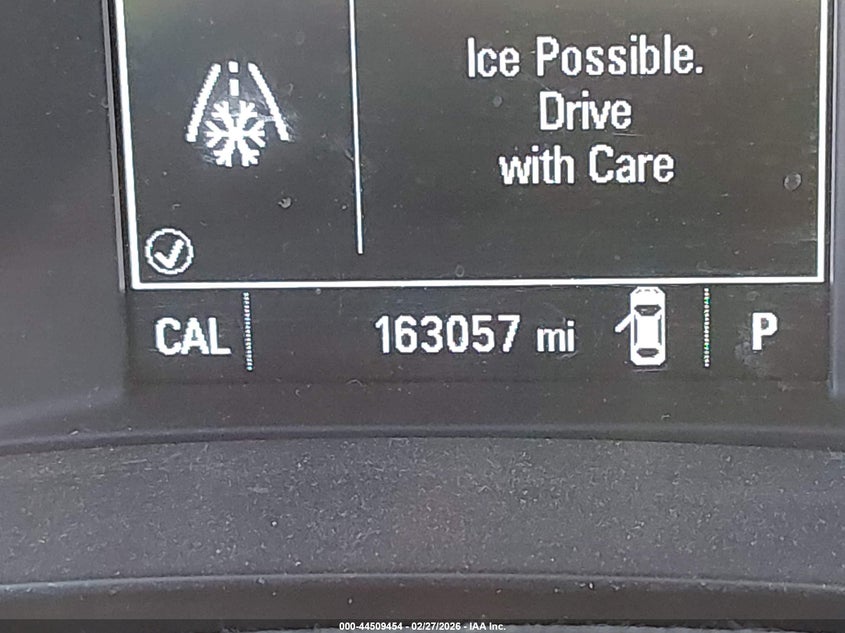 Ice Possible.
Drive
with Care
CAL 163057 mi P
000-44509454 - 02/27/2026 - IAA Inc.